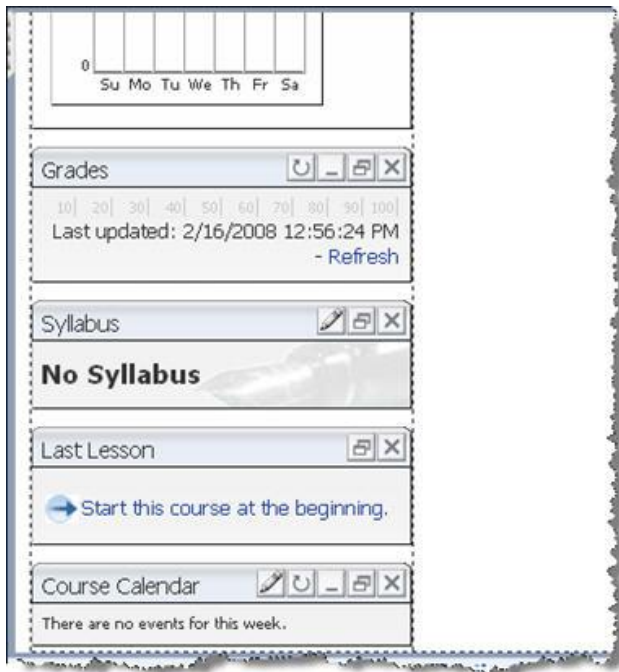 0
Su Mo Tu We Th Fr Sa
Grades
10| 20| 30| 40| 50| 60| 70| 80| 90| 100|
Last updated: 2/16/2008 12:56:24 PM
- Refresh
Syllabus
No Syllabus
Last Lesson
Start this course at the beginning.
Course Calendar
There are no events for this week.